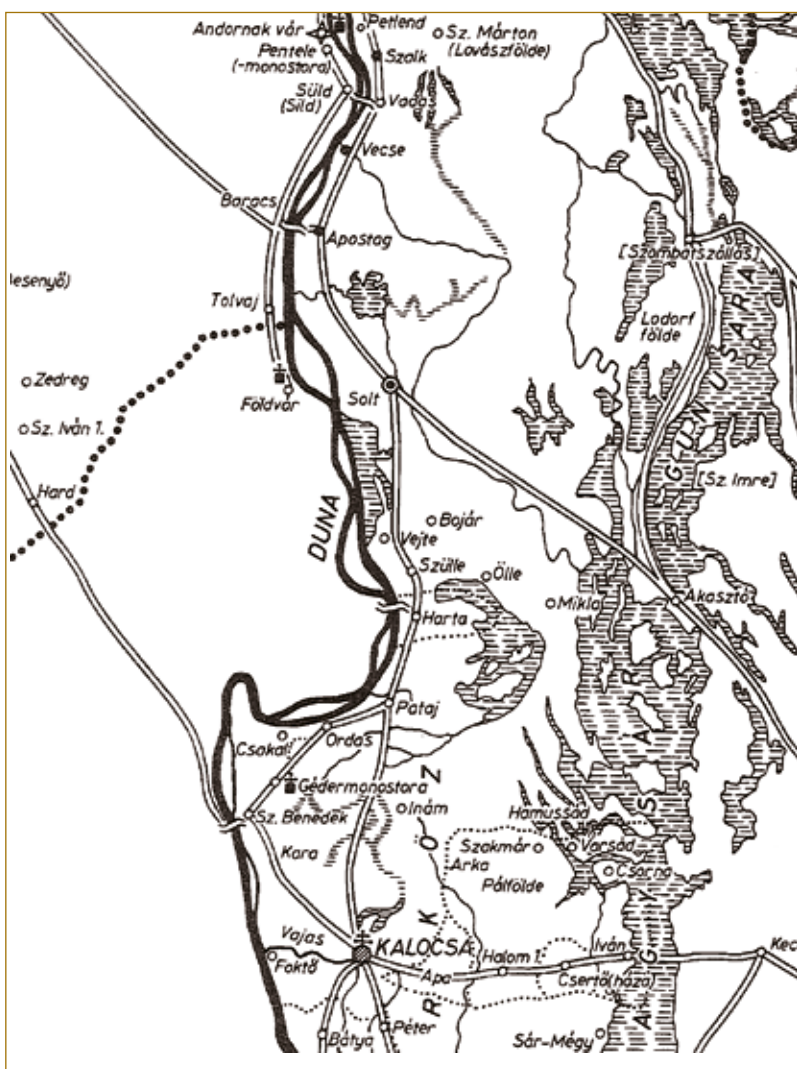 Andornak vár
Petlend
Sz. Márton
(Lovászfölde)
Pentele
(-monostora)
Szalk
Süld
(Sild)
Vadas
Vecse
Baracs
Apostag
[Szombatszállás]
Besenyő)
Tolvaj
Lodorf
földe
Zedreg
Földvár
Solt
Sz. Iván 1.
GUNUSARA
[Sz. Imre]
Hard
DUNA
Bojár
Vejte
Szülle
Ölle
Mikla
Akasztó
Harta
Pataj
Csokal
Ordas
Gédermonostora
Inám
Hamussád
Sz. Benedek
Szakmár
Varsád
Kara
Arka
Csorna
Pálfölde
Vajas
KALOCSA
Foktő
Apa
Halom 1.
Iván
Kec
Csertő(háza)
Bátya
Péter
Sár-Mégy